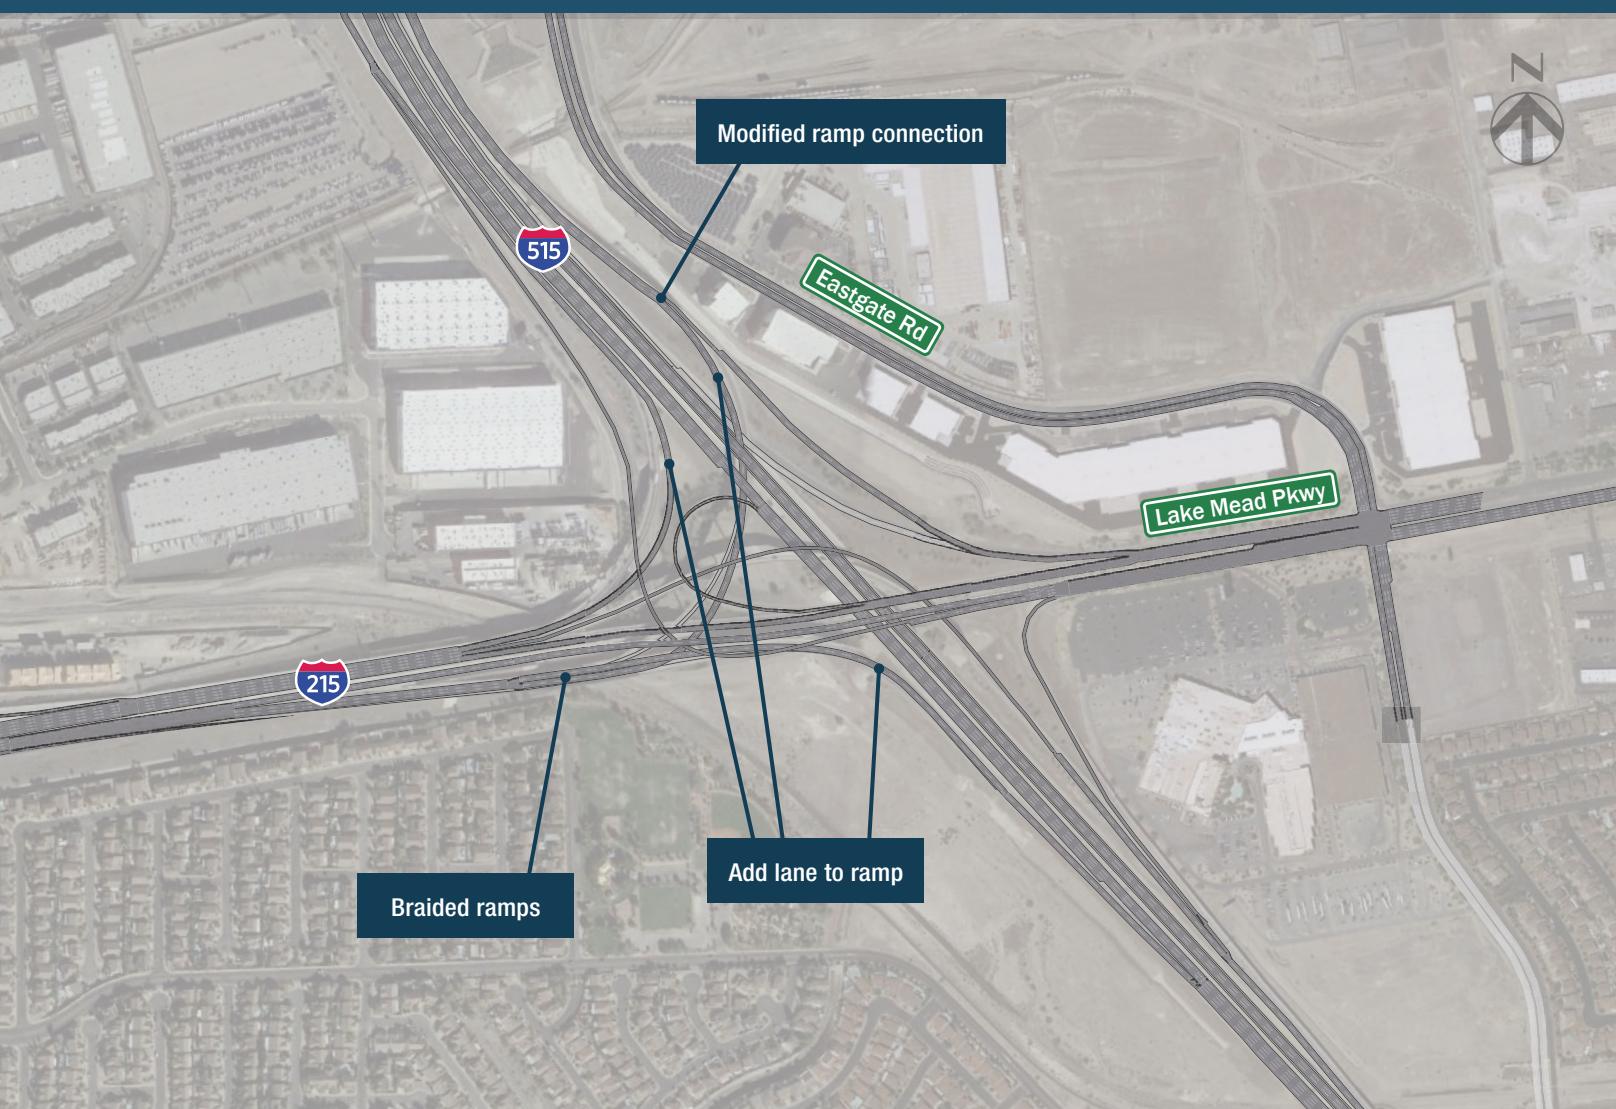 N
Modified ramp connection
515
Eastgate Rd
Lake Mead Pkwy
215
Add lane to ramp
Braided ramps